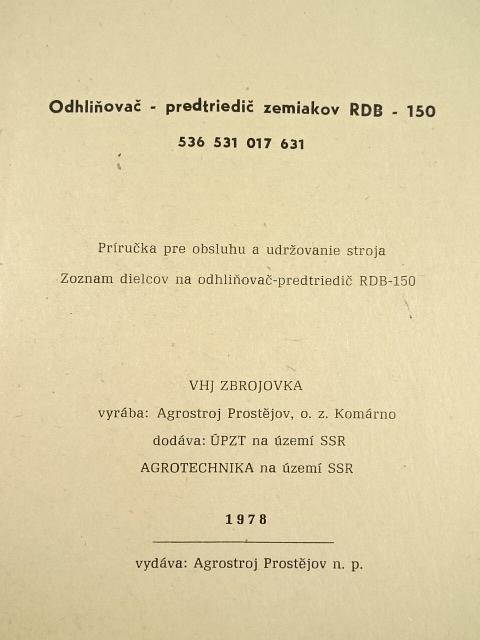 Odhliňovač - predtriedič zemiakov RDB - 150
536 531 017 631
Príručka pre obsluhu a udržovanie stroja
Zoznam dielcov na odhliňovač-predtriedič RDB-150
VHJ ZBROJOVKA
vyrába: Agrostroj Prostějov, o. z. Komárno
dodáva: ÚPZT na území SSR
AGROTECHNIKA na území SSR
1978
vydáva: Agrostroj Prostějov n. p.